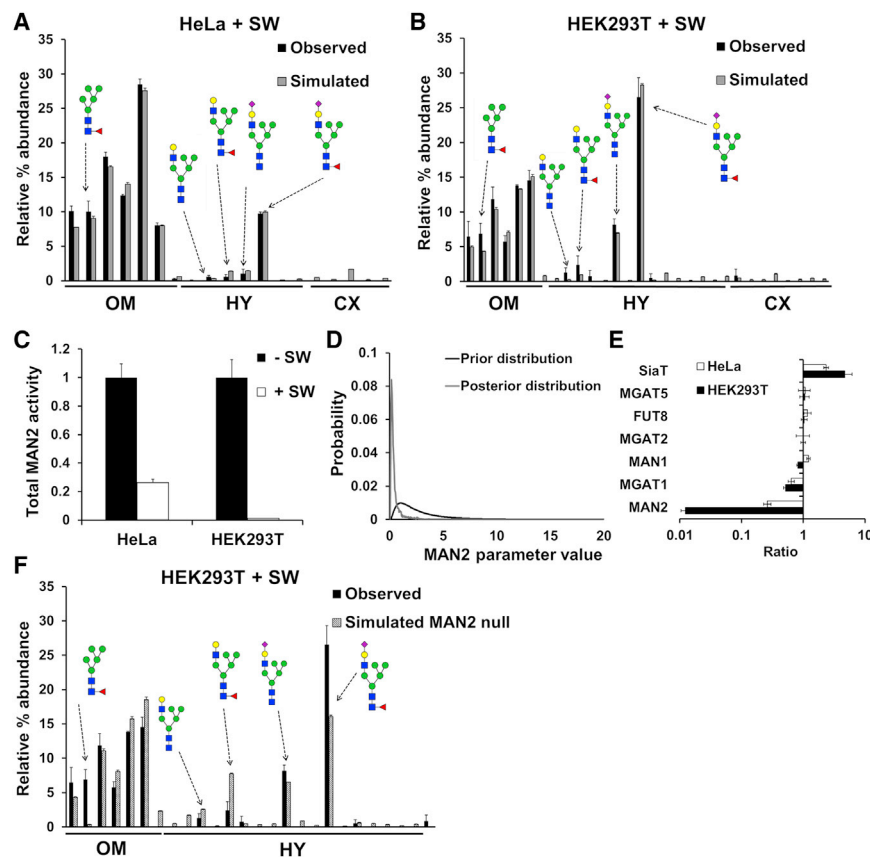 A
HeLa + SW
Relative % abundance
35
30
25
20
15
10
5
0
Observed
Simulated
OM
HY
CX
B
HEK293T + SW
Relative % abundance
35
30
25
20
15
10
5
0
Observed
Simulated
OM
HY
CX
C
Total MAN2 activity
1.2
1
0.8
0.6
0.4
0.2
0
- SW
+ SW
HeLa
HEK293T
D
Probability
0.1
0.08
0.06
0.04
0.02
0
Prior distribution
Posterior distribution
0 5 10 15 20
MAN2 parameter value
E
HeLa
HEK293T
SiaT
MGAT5
FUT8
MGAT2
MAN1
MGAT1
MAN2
0.01 0.1 1 10
Ratio
F
HEK293T + SW
Relative % abundance
35
30
25
20
15
10
5
0
Observed
Simulated MAN2 null
OM
HY